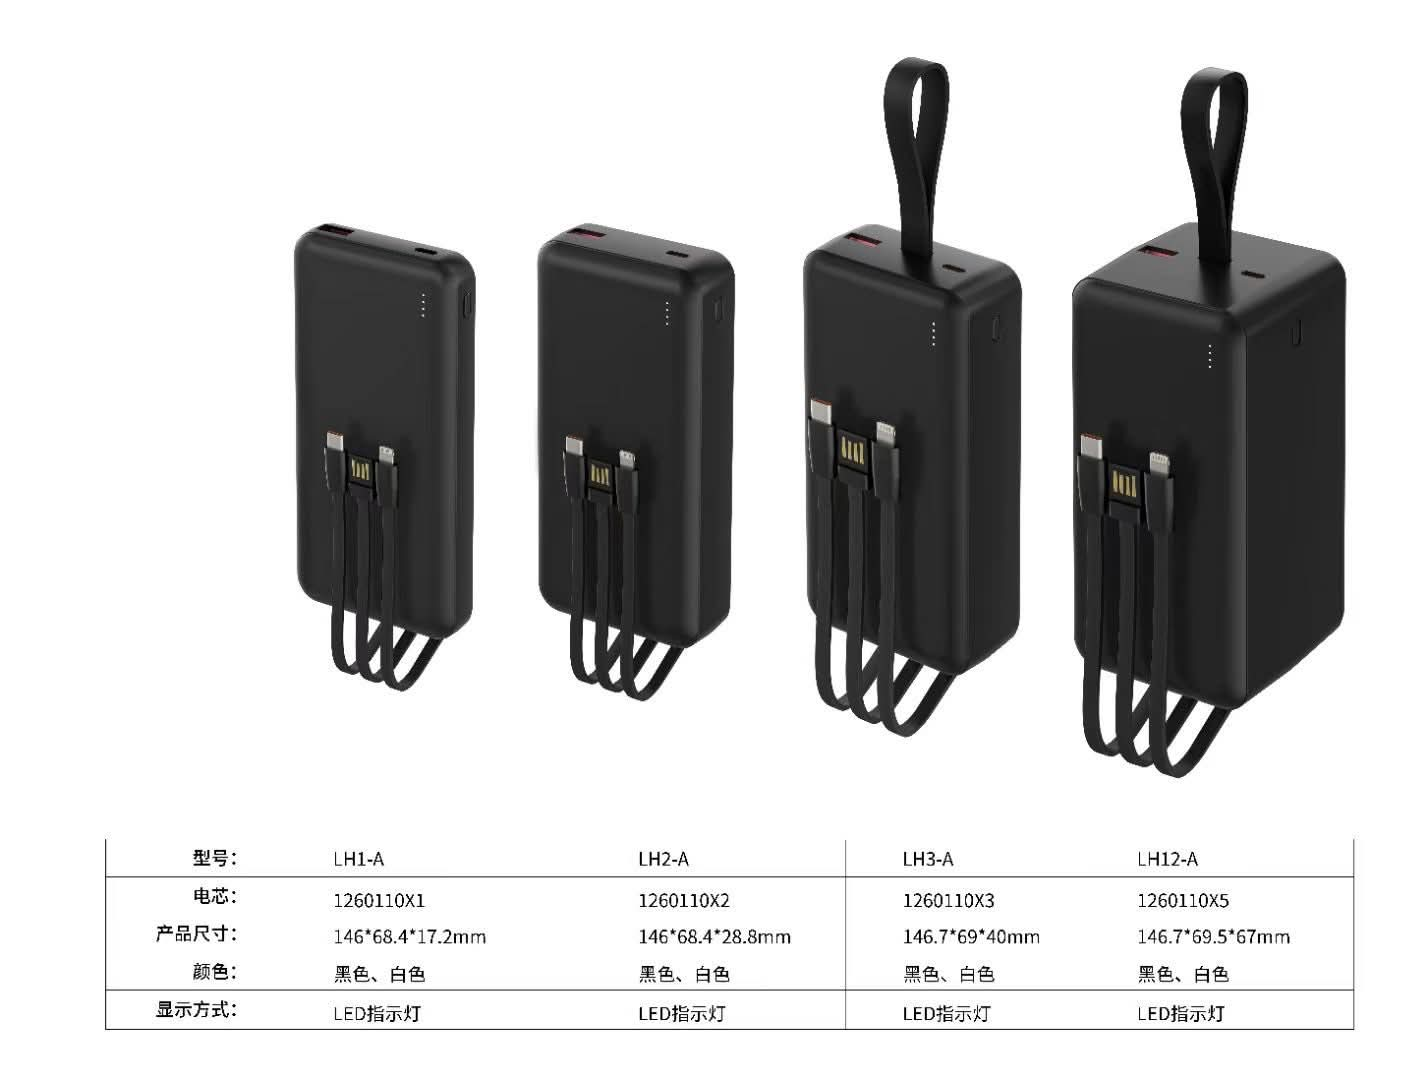 型号： LH1-A LH2-A LH3-A LH12-A
电芯： 1260110X1 1260110X2 1260110X3 1260110X5
产品尺寸： 146*68.4*17.2mm 146*68.4*28.8mm 146.7*69*40mm 146.7*69.5*67mm
颜色： 黑色、白色 黑色、白色 黑色、白色 黑色、白色
显示方式： LED指示灯 LED指示灯 LED指示灯 LED指示灯